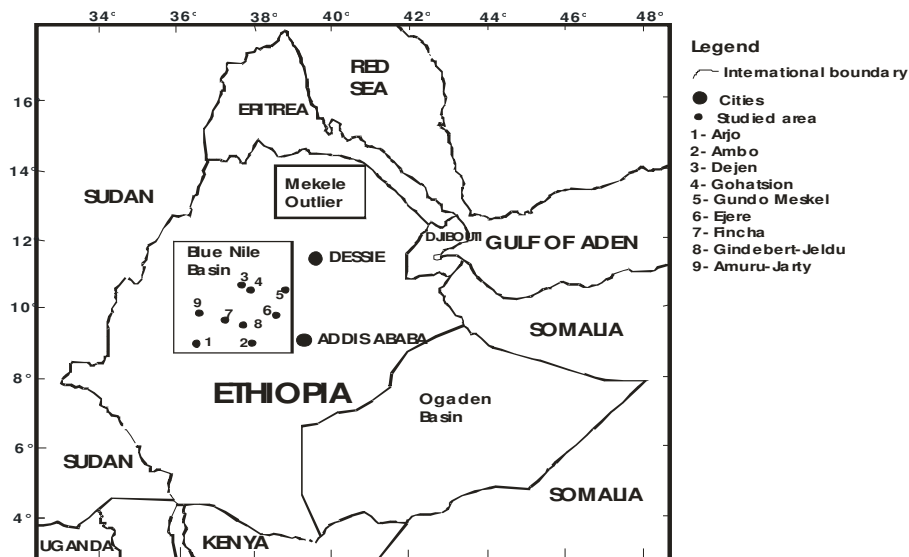 34° 36° 38° 40° 42° 44° 46° 48°
16°
14°
12
10°
8°
6°
4°
RED
SEA
ERITREA
SUDAN
Mekele
Outlier
DJIBOUTI
GULF OF ADEN
Blue Nile
Basin
3
4
5
6
9
7
8
1
2
DESSIE
ADDIS ABABA
SOMALIA
ETHIOPIA
Ogaden
Basin
SUDAN
SOMALIA
UGANDA
KENYA
Legend
International boundary
Cities
Studied area
1- Arjo
2- Ambo
3- Dejen
4- Gohatsion
5- Gundo Meskel
6- Ejere
7- Fincha
8- Gindebert-Jeldu
9- Amuru-Jarty